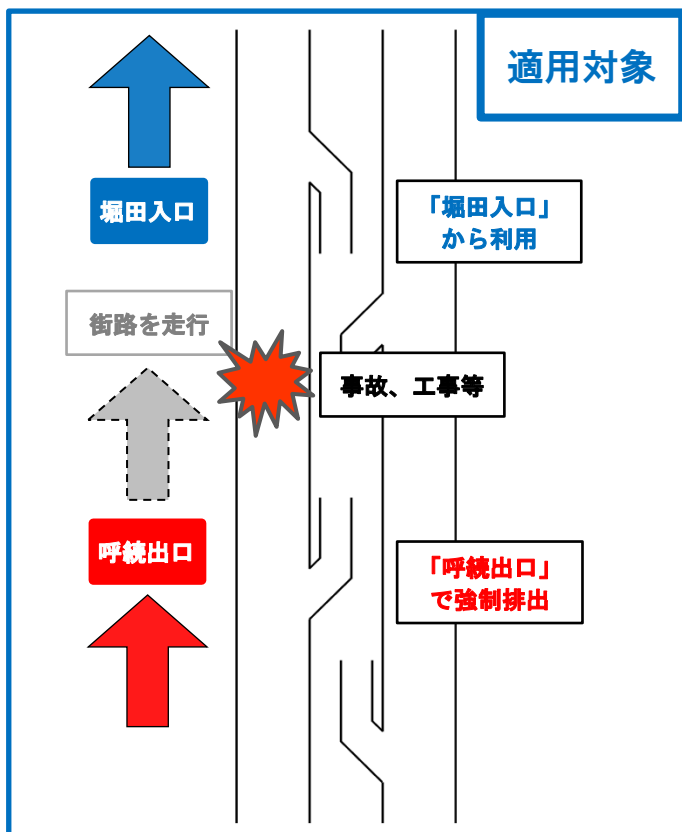 適用対象
堀田入口
「堀田入口」
から利用
街路を走行
事故、工事等
呼続出口
「呼続出口」
で強制排出